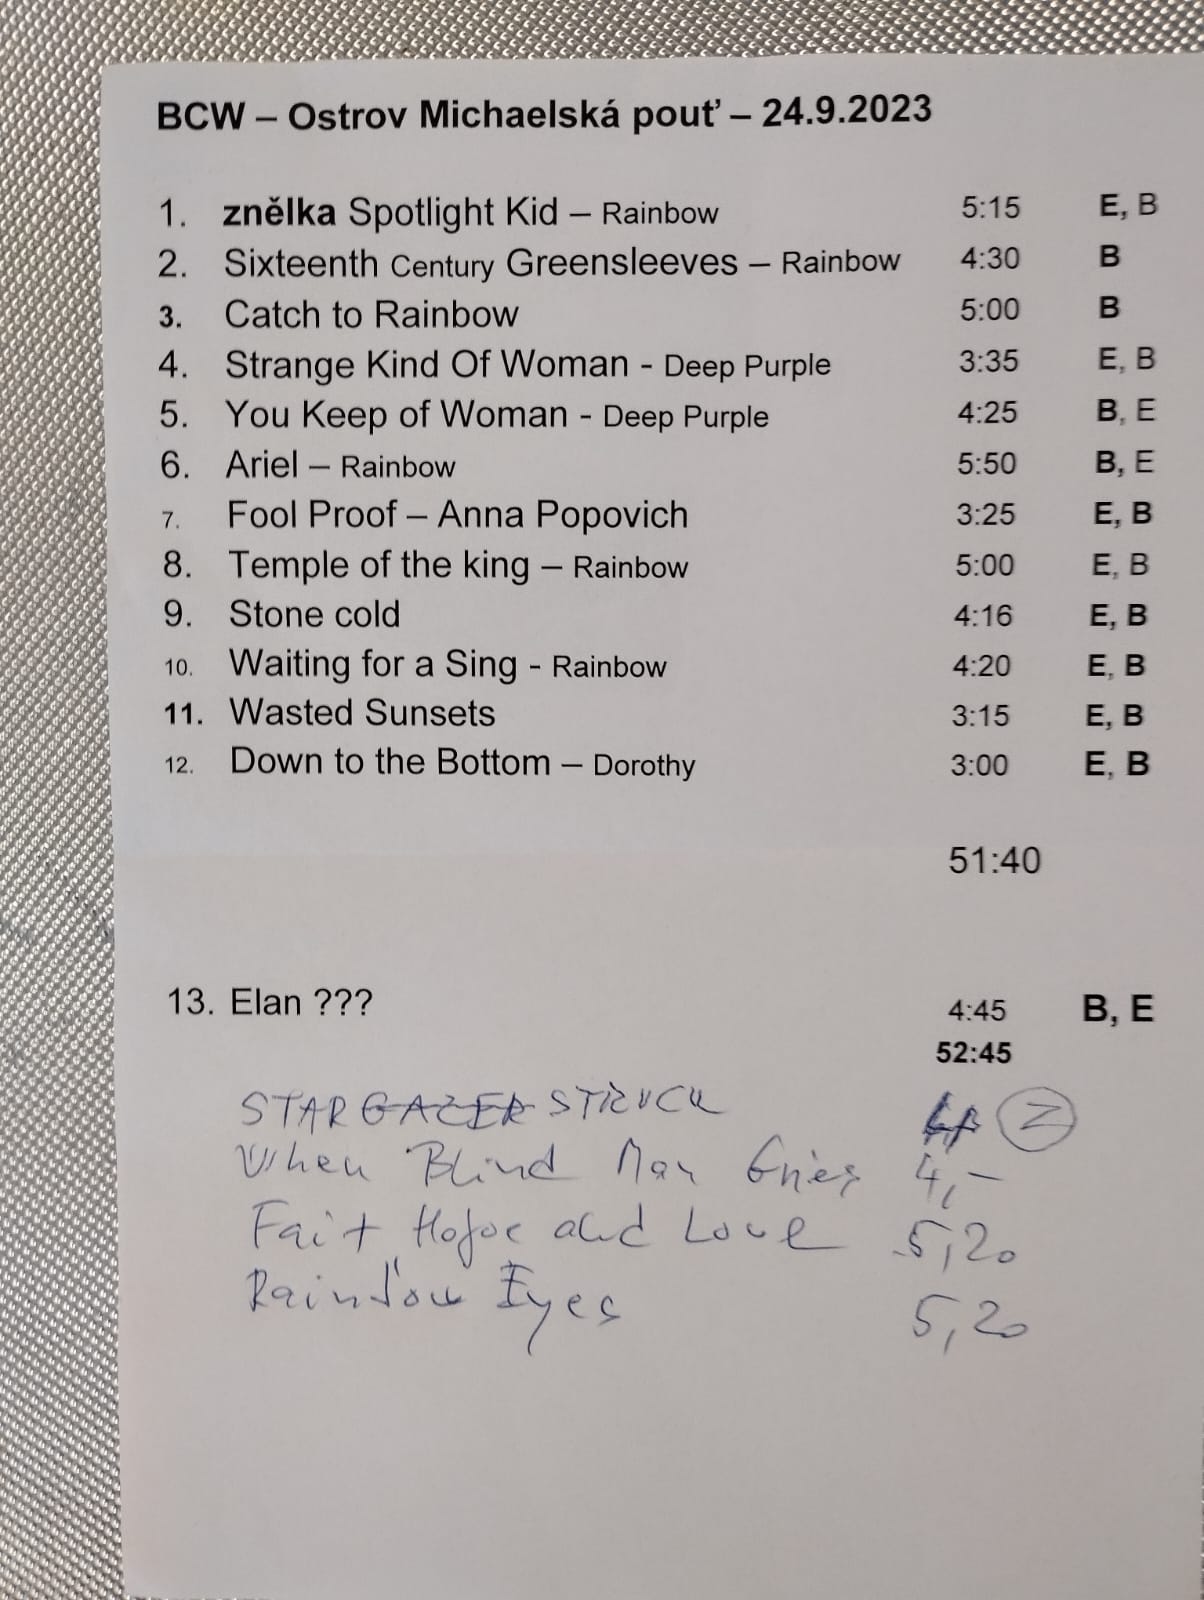 BCW – Ostrov Michaelská pouť – 24.9.2023
1. znělka Spotlight Kid – Rainbow 5:15 E, B
2. Sixteenth Century Greensleeves – Rainbow 4:30 B
3. Catch to Rainbow 5:00 B
4. Strange Kind Of Woman - Deep Purple 3:35 E, B
5. You Keep of Woman - Deep Purple 4:25 B, E
6. Ariel – Rainbow 5:50 B, E
7. Fool Proof – Anna Popovich 3:25 E, B
8. Temple of the king – Rainbow 5:00 E, B
9. Stone cold 4:16 E, B
10. Waiting for a Sing - Rainbow 4:20 E, B
11. Wasted Sunsets 3:15 E, B
12. Down to the Bottom – Dorothy 3:00 E, B
51:40
13. Elan ??? 4:45 B, E
52:45
STARGAZER STRUCK
When Blind Man Cries 4,-
Fait Hope and Love 5,20
Rainbow Eyes 5,20